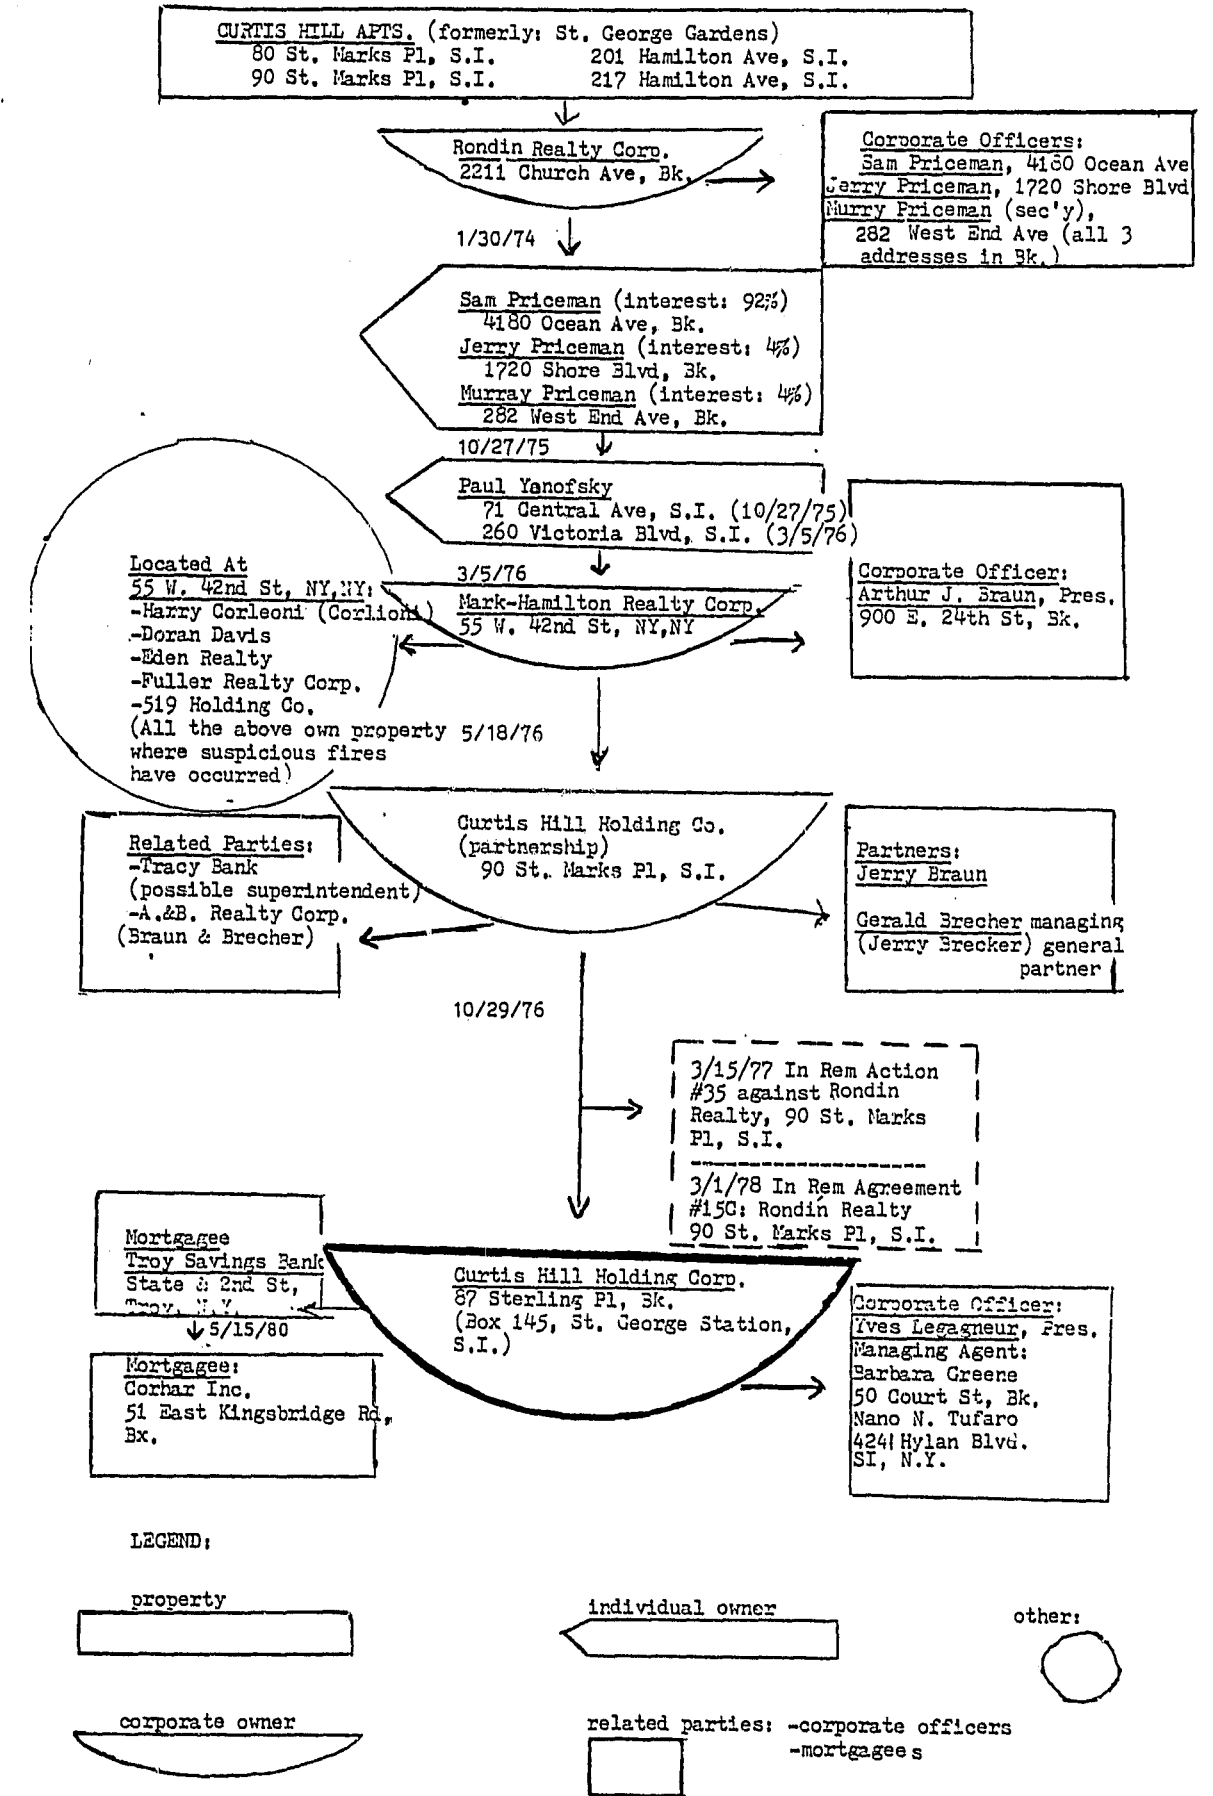 CURTIS HILL APTS. (formerly: St. George Gardens)
80 St. Marks Pl, S.I. 201 Hamilton Ave, S.I.
90 St. Marks Pl, S.I. 217 Hamilton Ave, S.I.
Rondin Realty Corp.
2211 Church Ave, Bk.
Corporate Officers:
Sam Priceman, 4180 Ocean Ave
Jerry Priceman, 1720 Shore Blvd
Murry Priceman (sec'y),
282 West End Ave (all 3
addresses in Bk.)
1/30/74
Sam Priceman (interest: 92%)
4180 Ocean Ave, Bk.
Jerry Priceman (interest: 4%)
1720 Shore Blvd, Bk.
Murray Priceman (interest: 4%)
282 West End Ave, Bk.
10/27/75
Paul Yanofsky
71 Central Ave, S.I. (10/27/75)
260 Victoria Blvd, S.I. (3/5/76)
3/5/76
Mark-Hamilton Realty Corp.
55 W. 42nd St, NY,NY
Corporate Officer:
Arthur J. Braun, Pres.
900 E. 24th St, Bk.
Located At
55 W. 42nd St, NY,NY:
-Harry Corleoni (Corlioni)
-Doran Davis
-Eden Realty
-Fuller Realty Corp.
-519 Holding Co.
(All the above own property
where suspicious fires
have occurred)
5/18/76
Curtis Hill Holding Co.
(partnership)
90 St. Marks Pl, S.I.
Related Parties:
-Tracy Bank
(possible superintendent)
-A.&B. Realty Corp.
(Braun & Brecher)
Partners:
Jerry Braun
Gerald Brecher managing
(Jerry Brecker) general
partner
10/29/76
3/15/77 In Rem Action
#35 against Rondin
Realty, 90 St. Marks
Pl, S.I.
3/1/78 In Rem Agreement
#15C: Rondin Realty
90 St. Marks Pl, S.I.
Mortgagee
Troy Savings Bank
State & 2nd St,
Troy, N.Y.
5/15/80
Mortgagee:
Corhar Inc.
51 East Kingsbridge Rd,
Bx.
Curtis Hill Holding Corp.
87 Sterling Pl, Bk.
(Box 145, St. George Station,
S.I.)
Corporate Officer:
Yves Legagneur, Pres.
Managing Agent:
Barbara Greene
50 Court St, Bk.
Nano N. Tufaro
4241 Hylan Blvd.
SI, N.Y.
LEGEND:
property
individual owner
other:
corporate owner
related parties: -corporate officers
-mortgagees